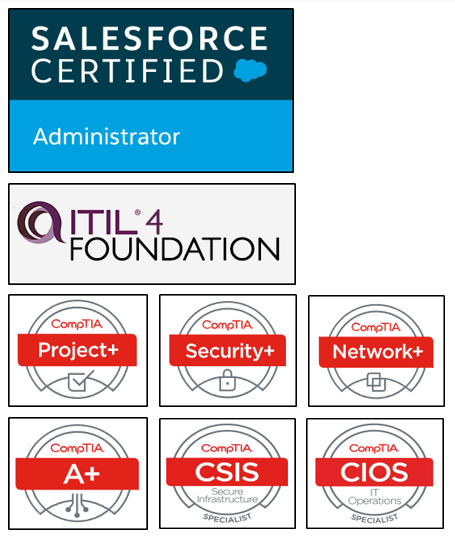 SALESFORCE
CERTIFIED
Administrator
ITIL® 4
FOUNDATION
CompTIA.
Project+
CompTIA.
Security+
CompTIA.
Network+
CompTIA.
A+
CompTIA.
CSIS
Secure
Infrastructure
SPECIALIST
CompTIA.
CIOS
IT
Operations
SPECIALIST